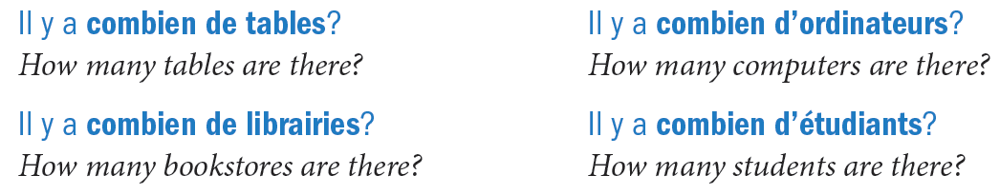 Il y a combien de tables?
How many tables are there?
Il y a combien d’ordinateurs?
How many computers are there?
Il y a combien de librairies?
How many bookstores are there?
Il y a combien d’étudiants?
How many students are there?